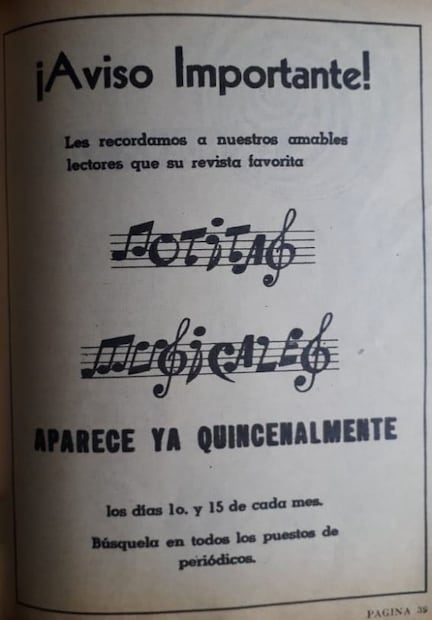 ¡Aviso Importante!
Les recordamos a nuestros amables
lectores que su revista favorita
NOTITAS
MUSICALES
APARECE YA QUINCENALMENTE
los días 1o. y 15 de cada mes.
Búsquela en todos los puestos de
periódicos.
PAGINA 39